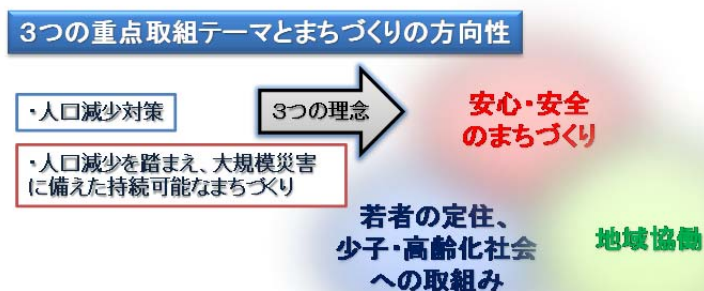 3つの重点取組テーマとまちづくりの方向性
・人口減少対策
3つの理念
・人口減少を踏まえ、大規模災害
に備えた持続可能なまちづくり
安心・安全
のまちづくり
若者の定住、
少子・高齢化社会
への取組み
地域協働